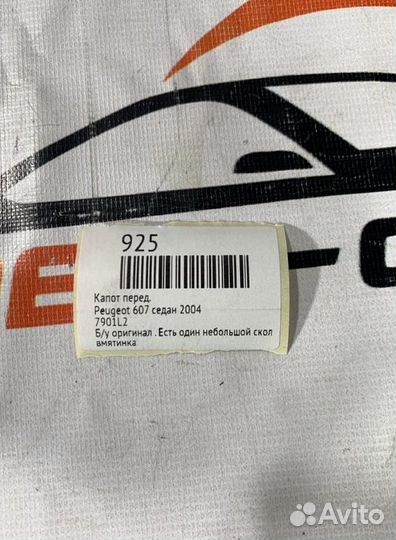 925
Капот перед.
Peugeot 607 седан 2004
7901L2
Б/у оригинал . Есть один небольшой скол
вмятинка
Avito